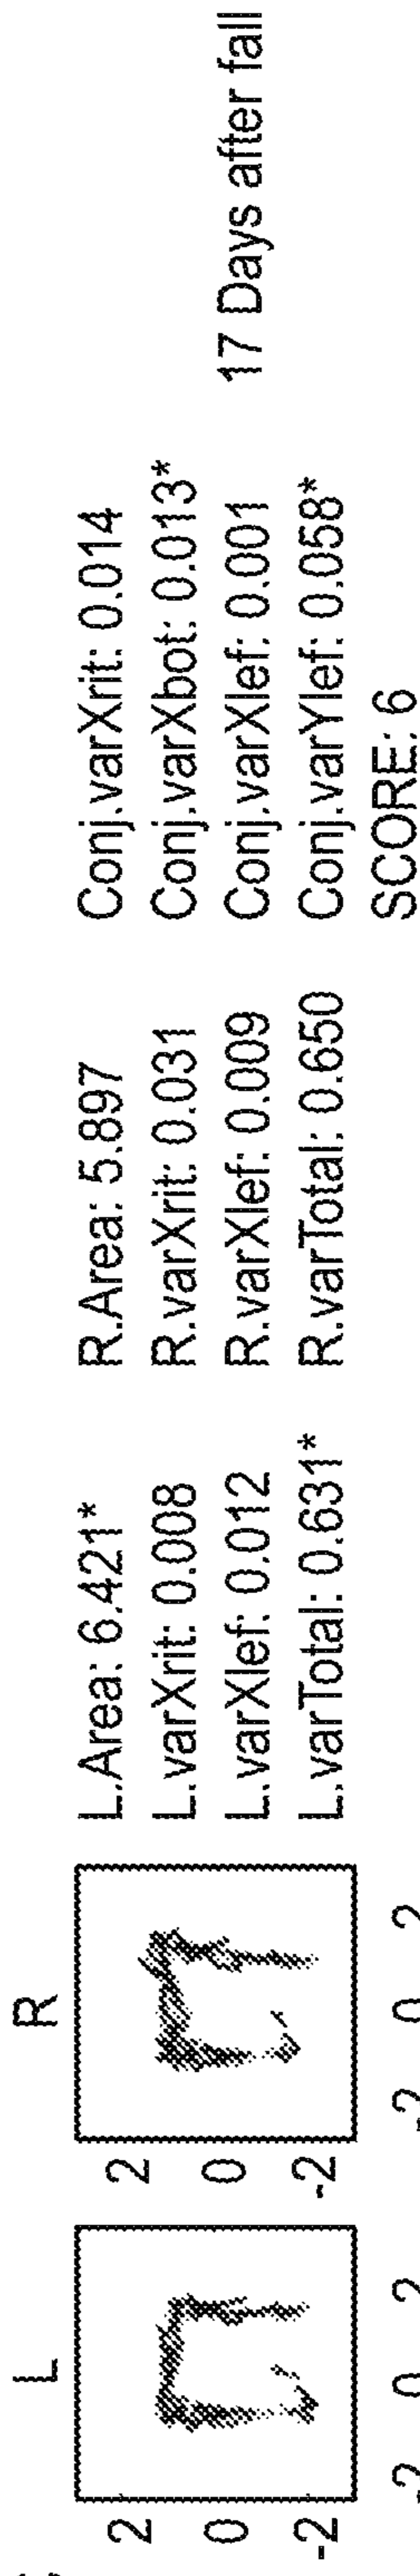 L
2
0
-2
-2 0 2
R
2
0
-2
-2 0 2
L.Area: 6.421*
L.varXrit: 0.008
L.varXlef: 0.012
L.varTotal: 0.631*
R.Area: 5.897
R.varXrit: 0.031
R.varXlef: 0.009
R.varTotal: 0.650
Conj.varXrit: 0.014
Conj.varXbot: 0.013*
Conj.varXlef: 0.001
Conj.varYlef: 0.058*
SCORE: 6
17 Days after fall